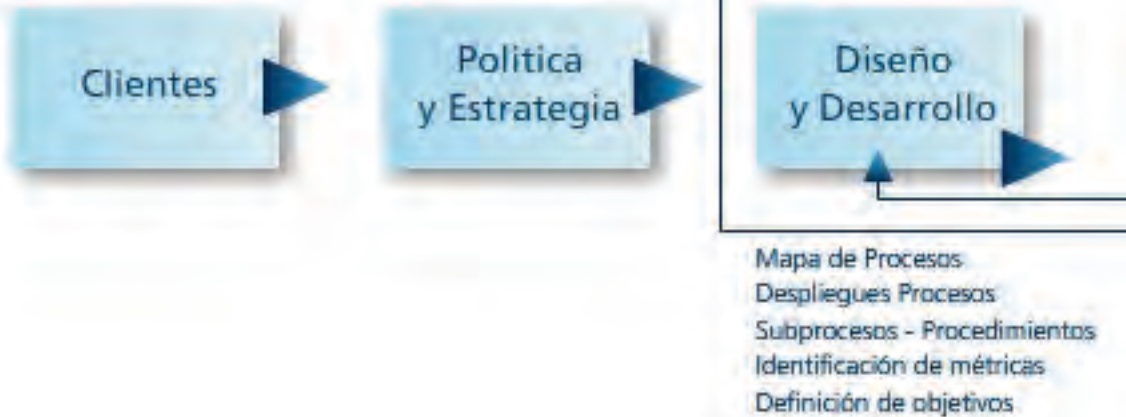 Clientes
Politica
y Estrategia
Diseño
y Desarrollo
Mapa de Procesos
Despliegues Procesos
Subprocesos - Procedimientos
Identificación de métricas
Definición de objetivos